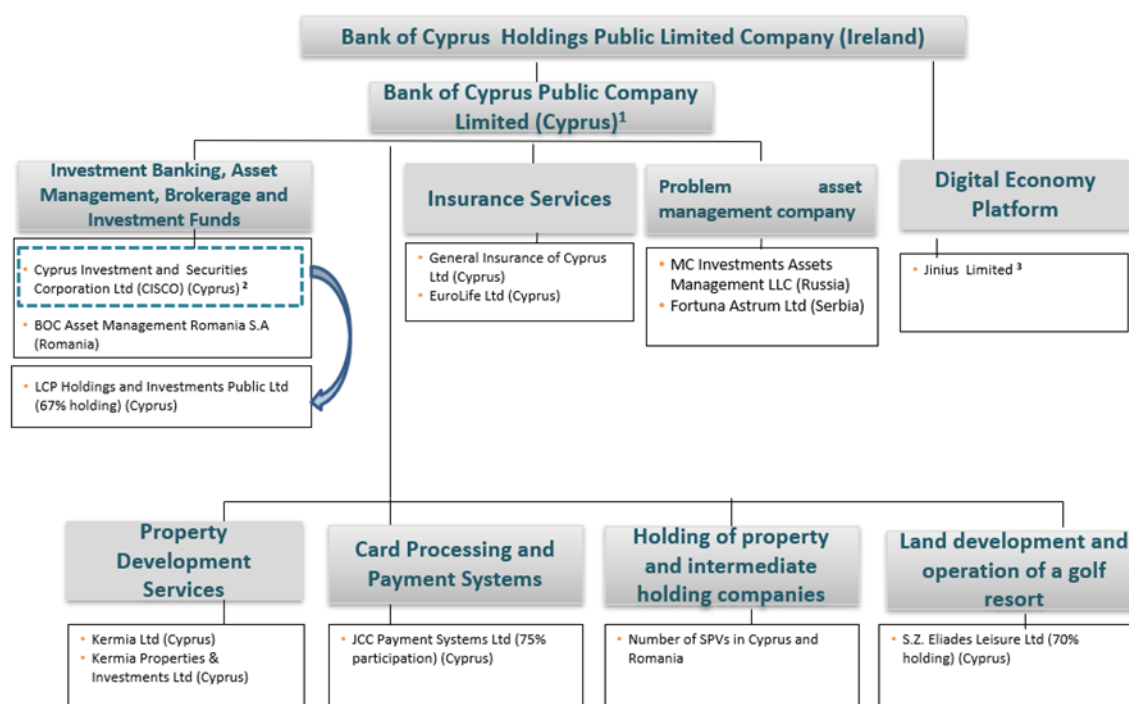 Bank of Cyprus Holdings Public Limited Company (Ireland)
Bank of Cyprus Public Company
Limited (Cyprus)¹
Investment Banking, Asset
Management, Brokerage and
Investment Funds
• Cyprus Investment and Securities
Corporation Ltd (CISCO) (Cyprus) ²
• BOC Asset Management Romania S.A
(Romania)
• LCP Holdings and Investments Public Ltd
(67% holding) (Cyprus)
Insurance Services
• General Insurance of Cyprus
Ltd (Cyprus)
• EuroLife Ltd (Cyprus)
Problem asset
management company
• MC Investments Assets
Management LLC (Russia)
• Fortuna Astrum Ltd (Serbia)
Digital Economy
Platform
• Jinius Limited ³
Property
Development
Services
• Kermia Ltd (Cyprus)
• Kermia Properties &
Investments Ltd (Cyprus)
Card Processing and
Payment Systems
• JCC Payment Systems Ltd (75%
participation) (Cyprus)
Holding of property
and intermediate
holding companies
• Number of SPVs in Cyprus and
Romania
Land development and
operation of a golf
resort
• S.Z. Eliades Leisure Ltd (70%
holding) (Cyprus)